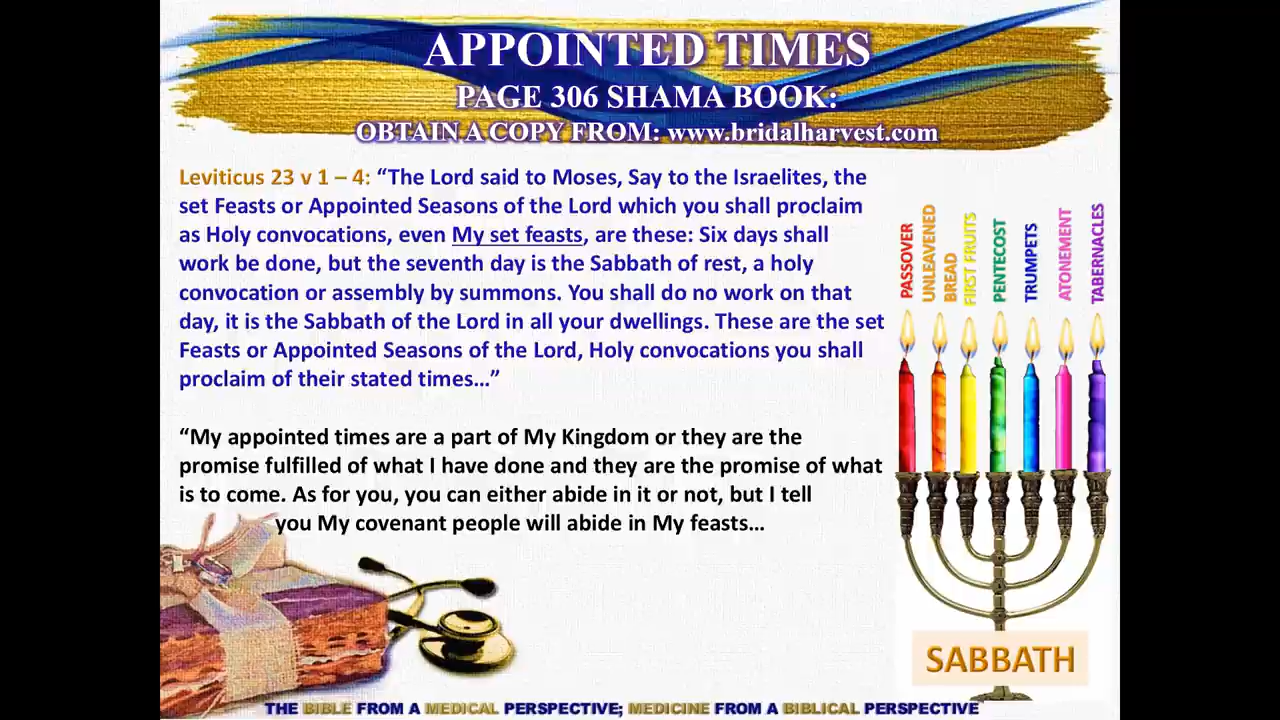 APPOINTED TIMES
PAGE 306 SHAMA BOOK:
OBTAIN A COPY FROM: www.bridalharvest.com
Leviticus 23 v 1 – 4: “The Lord said to Moses, Say to the Israelites, the
set Feasts or Appointed Seasons of the Lord which you shall proclaim
as Holy convocations, even My set feasts, are these: Six days shall
work be done, but the seventh day is the Sabbath of rest, a holy
convocation or assembly by summons. You shall do no work on that
day, it is the Sabbath of the Lord in all your dwellings. These are the set
Feasts or Appointed Seasons of the Lord, Holy convocations you shall
proclaim of their stated times…”
“My appointed times are a part of My Kingdom or they are the
promise fulfilled of what I have done and they are the promise of what
is to come. As for you, you can either abide in it or not, but I tell
you My covenant people will abide in My feasts…
PASSOVER
UNLEAVENED
BREAD
FIRST FRUITS
PENTECOST
TRUMPETS
ATONEMENT
TABERNACLES
SABBATH
THE BIBLE FROM A MEDICAL PERSPECTIVE; MEDICINE FROM A BIBLICAL PERSPECTIVE